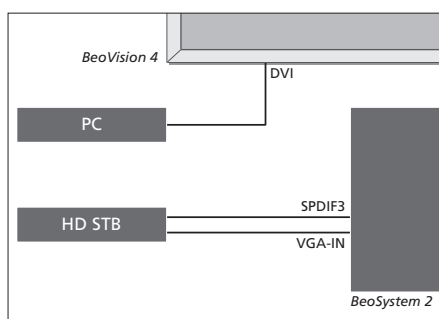 BeoVision 4
DVI
PC
SPDIF3
HD STB
VGA-IN
BeoSystem 2